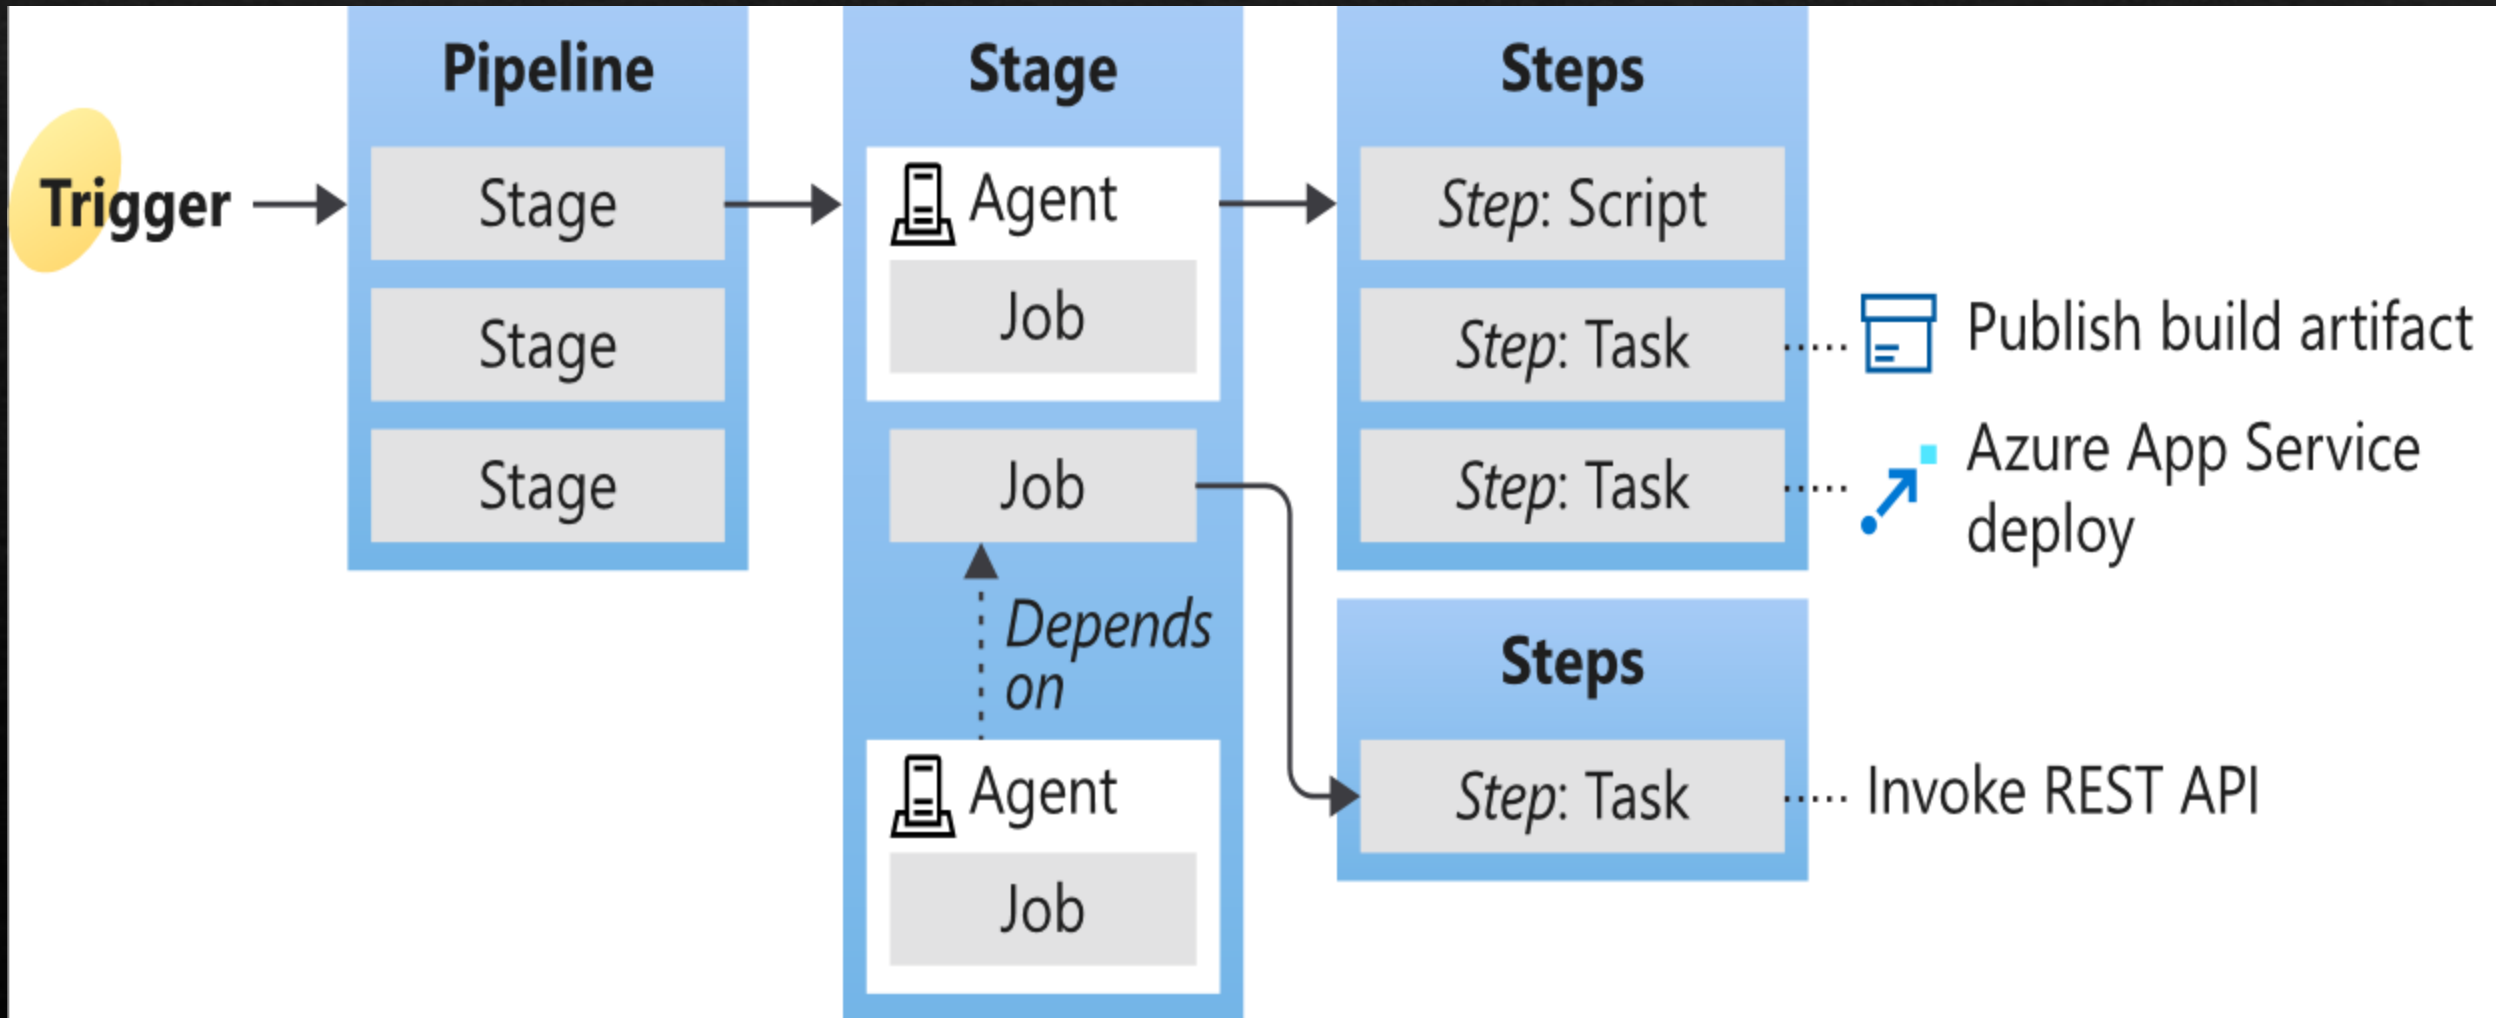 Trigger
Pipeline
Stage
Stage
Stage
Stage
Agent
Job
Job
Depends
on
Agent
Job
Steps
Step: Script
Step: Task
Publish build artifact
Step: Task
Azure App Service
deploy
Steps
Step: Task
Invoke REST API